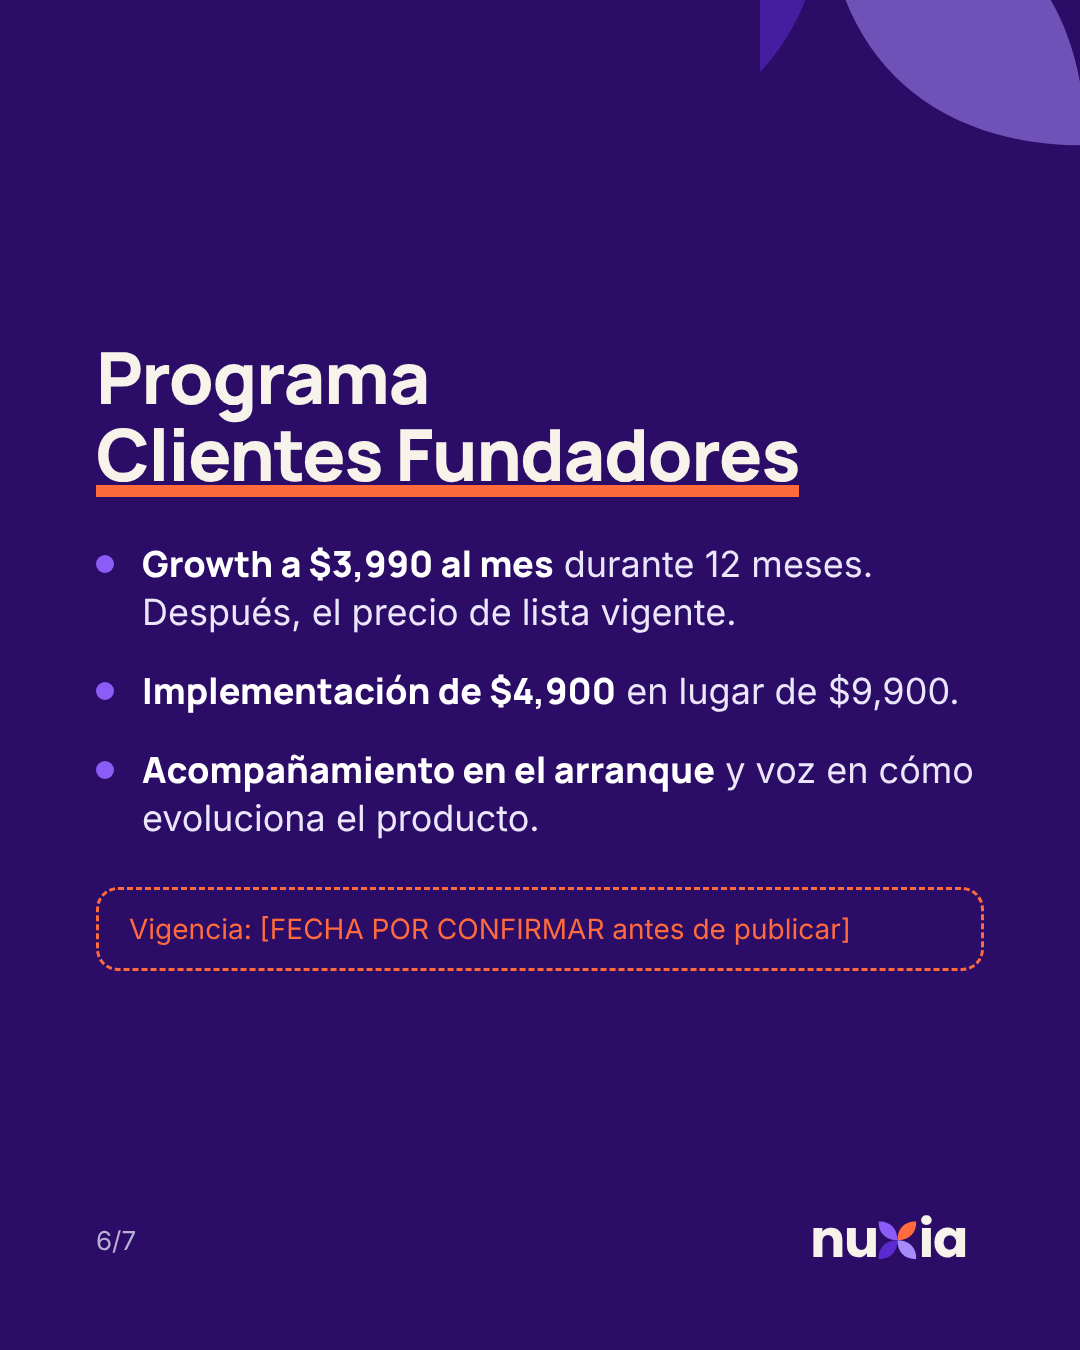 Programa
Clientes Fundadores
Growth a $3,990 al mes durante 12 meses.
Después, el precio de lista vigente.
Implementación de $4,900 en lugar de $9,900.
Acompañamiento en el arranque y voz en cómo
evoluciona el producto.
Vigencia: [FECHA POR CONFIRMAR antes de publicar]
6/7
nuxia